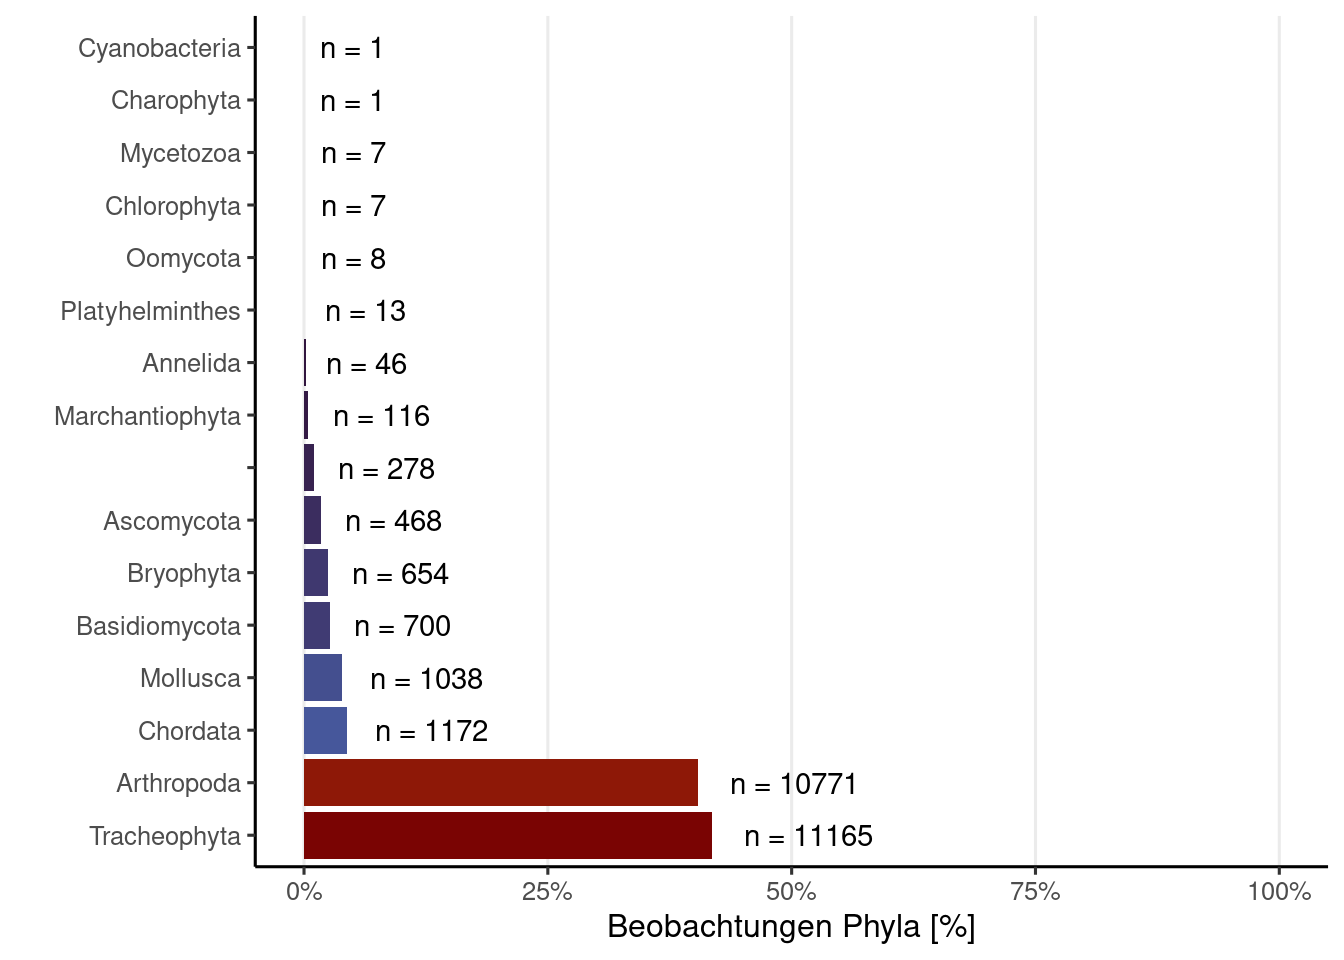 Cyanobacteria n = 1
Charophyta n = 1
Mycetozoa n = 7
Chlorophyta n = 7
Oomycota n = 8
Platyhelminthes n = 13
Annelida n = 46
Marchantiophyta n = 116
n = 278
Ascomycota n = 468
Bryophyta n = 654
Basidiomycota n = 700
Mollusca n = 1038
Chordata n = 1172
Arthropoda n = 10771
Tracheophyta n = 11165
0% 25% 50% 75% 100%
Beobachtungen Phyla [%]